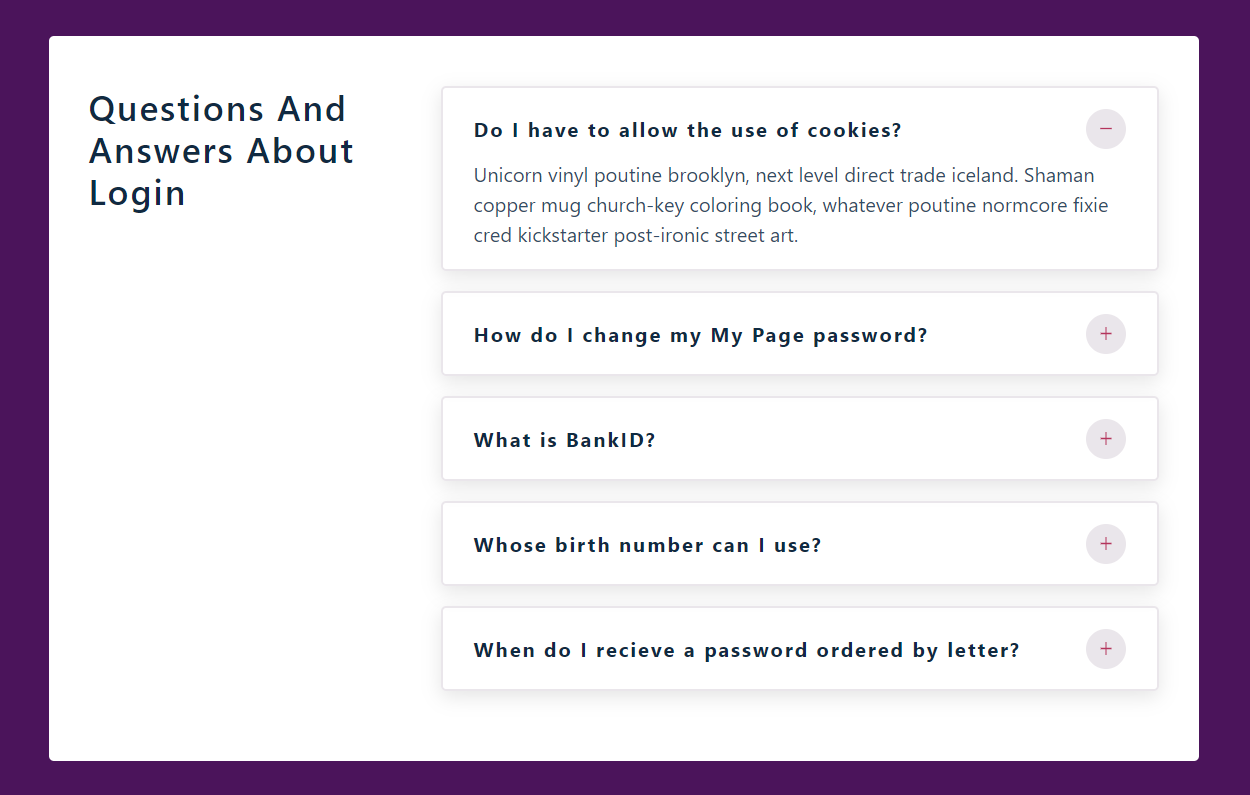 Questions And
Answers About
Login
Do I have to allow the use of cookies?
Unicorn vinyl poutine brooklyn, next level direct trade iceland. Shaman
copper mug church-key coloring book, whatever poutine normcore fixie
cred kickstarter post-ironic street art.
How do I change my My Page password?
What is BankID?
Whose birth number can I use?
When do I recieve a password ordered by letter?